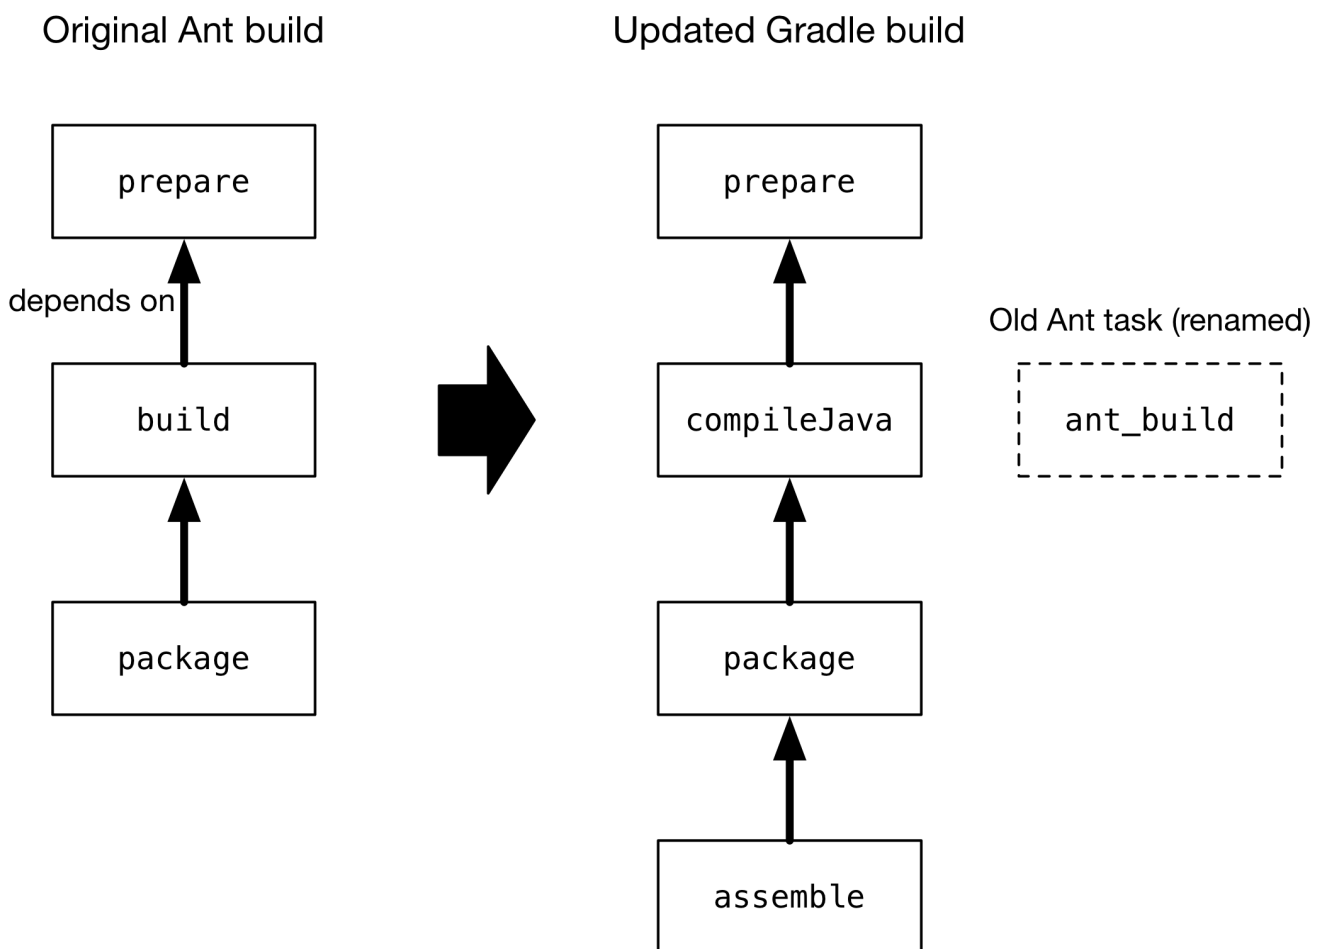 Original Ant build
Updated Gradle build
prepare
prepare
depends on
Old Ant task (renamed)
build
compileJava
ant_build
package
package
assemble